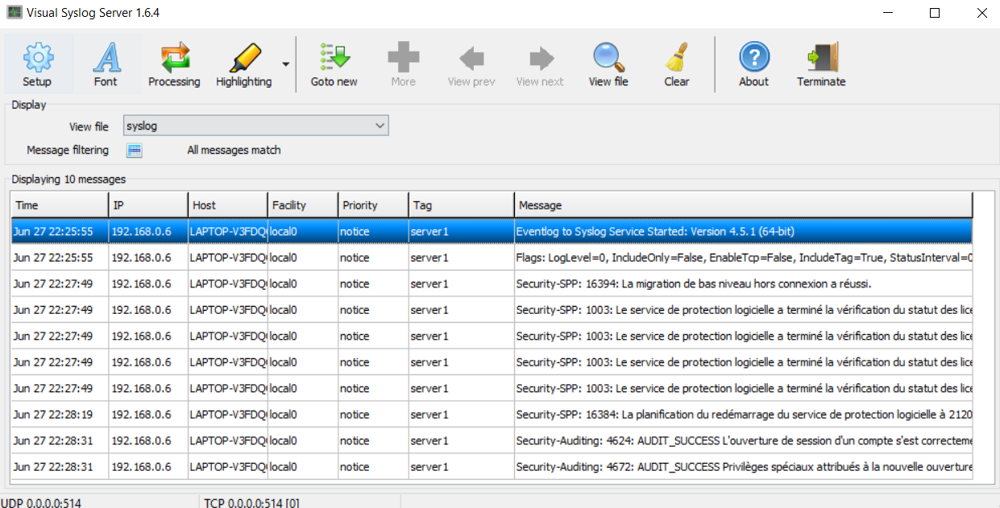 Visual Syslog Server 1.6.4
Setup Font Processing Highlighting Goto new More View prev View next View file Clear About Terminate
Display
View file syslog
Message filtering All messages match
Displaying 10 messages
Time IP Host Facility Priority Tag Message
Jun 27 22:25:55 192.168.0.6 LAPTOP-V3FDQ local0 notice server1 Eventlog to Syslog Service Started: Version 4.5.1 (64-bit)
Jun 27 22:25:55 192.168.0.6 LAPTOP-V3FDQ local0 notice server1 Flags: LogLevel=0, IncludeOnly=False, EnableTcp=False, IncludeTag=True, StatusInterval=0
Jun 27 22:27:49 192.168.0.6 LAPTOP-V3FDQ local0 notice server1 Security-SPP: 16394: La migration de bas niveau hors connexion a réussi.
Jun 27 22:27:49 192.168.0.6 LAPTOP-V3FDQ local0 notice server1 Security-SPP: 1003: Le service de protection logicielle a terminé la vérification du statut des lice
Jun 27 22:27:49 192.168.0.6 LAPTOP-V3FDQ local0 notice server1 Security-SPP: 1003: Le service de protection logicielle a terminé la vérification du statut des lice
Jun 27 22:27:49 192.168.0.6 LAPTOP-V3FDQ local0 notice server1 Security-SPP: 1003: Le service de protection logicielle a terminé la vérification du statut des lice
Jun 27 22:27:49 192.168.0.6 LAPTOP-V3FDQ local0 notice server1 Security-SPP: 1003: Le service de protection logicielle a terminé la vérification du statut des lice
Jun 27 22:28:19 192.168.0.6 LAPTOP-V3FDQ local0 notice server1 Security-SPP: 16384: La planification du redémarrage du service de protection logicielle à 2120
Jun 27 22:28:31 192.168.0.6 LAPTOP-V3FDQ local0 notice server1 Security-Auditing: 4624: AUDIT_SUCCESS L'ouverture de session d'un compte s'est correcteme
Jun 27 22:28:31 192.168.0.6 LAPTOP-V3FDQ local0 notice server1 Security-Auditing: 4672: AUDIT_SUCCESS Privilèges spéciaux attribués à la nouvelle ouverture
UDP 0.0.0.0:514 TCP 0.0.0.0:514 [0]